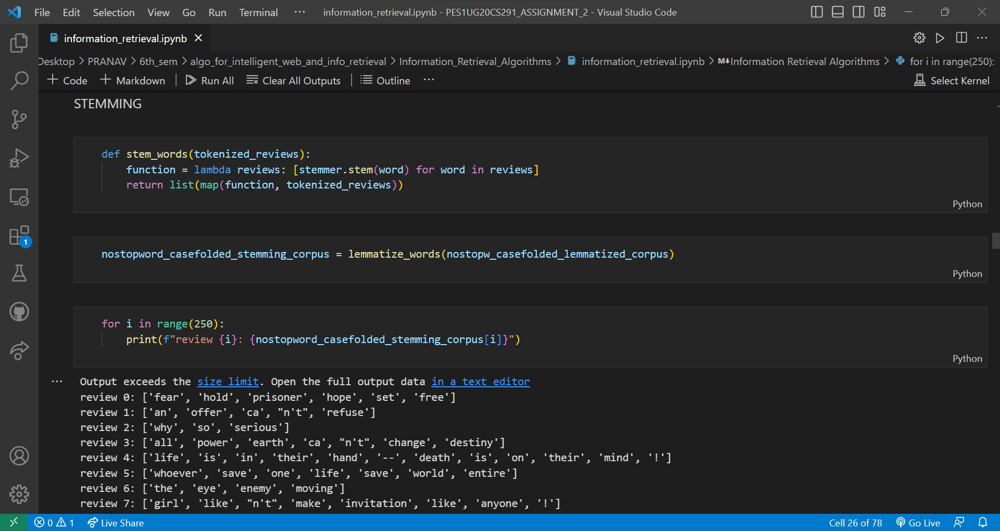 File Edit Selection View Go Run Terminal ··· information_retrieval.ipynb - PES1UG20CS291_ASSIGNMENT_2 - Visual Studio Code
information_retrieval.ipynb
Desktop > PRANAV > 6th_sem > algo_for_intelligent_web_and_info_retrieval > Information_Retrieval_Algorithms > information_retrieval.ipynb > M↓Information Retrieval Algorithms > for i in range(250):
+ Code + Markdown | Run All Clear All Outputs | Outline ··· Select Kernel
STEMMING
def stem_words(tokenized_reviews):
    function = lambda reviews: [stemmer.stem(word) for word in reviews]
    return list(map(function, tokenized_reviews))
Python
nostopword_casefolded_stemming_corpus = lemmatize_words(nostopw_casefolded_lemmatized_corpus)
Python
for i in range(250):
    print(f"review {i}: {nostopword_casefolded_stemming_corpus[i]}")
Python
··· Output exceeds the size limit. Open the full output data in a text editor
review 0: ['fear', 'hold', 'prisoner', 'hope', 'set', 'free']
review 1: ['an', 'offer', 'ca', "n't", 'refuse']
review 2: ['why', 'so', 'serious']
review 3: ['all', 'power', 'earth', 'ca', "n't", 'change', 'destiny']
review 4: ['life', 'is', 'in', 'their', 'hand', '--', 'death', 'is', 'on', 'their', 'mind', '!']
review 5: ['whoever', 'save', 'one', 'life', 'save', 'world', 'entire']
review 6: ['the', 'eye', 'enemy', 'moving']
review 7: ['girl', 'like', "n't", 'make', 'invitation', 'like', 'anyone', '!']
1
0 1 Live Share Cell 26 of 78 Go Live